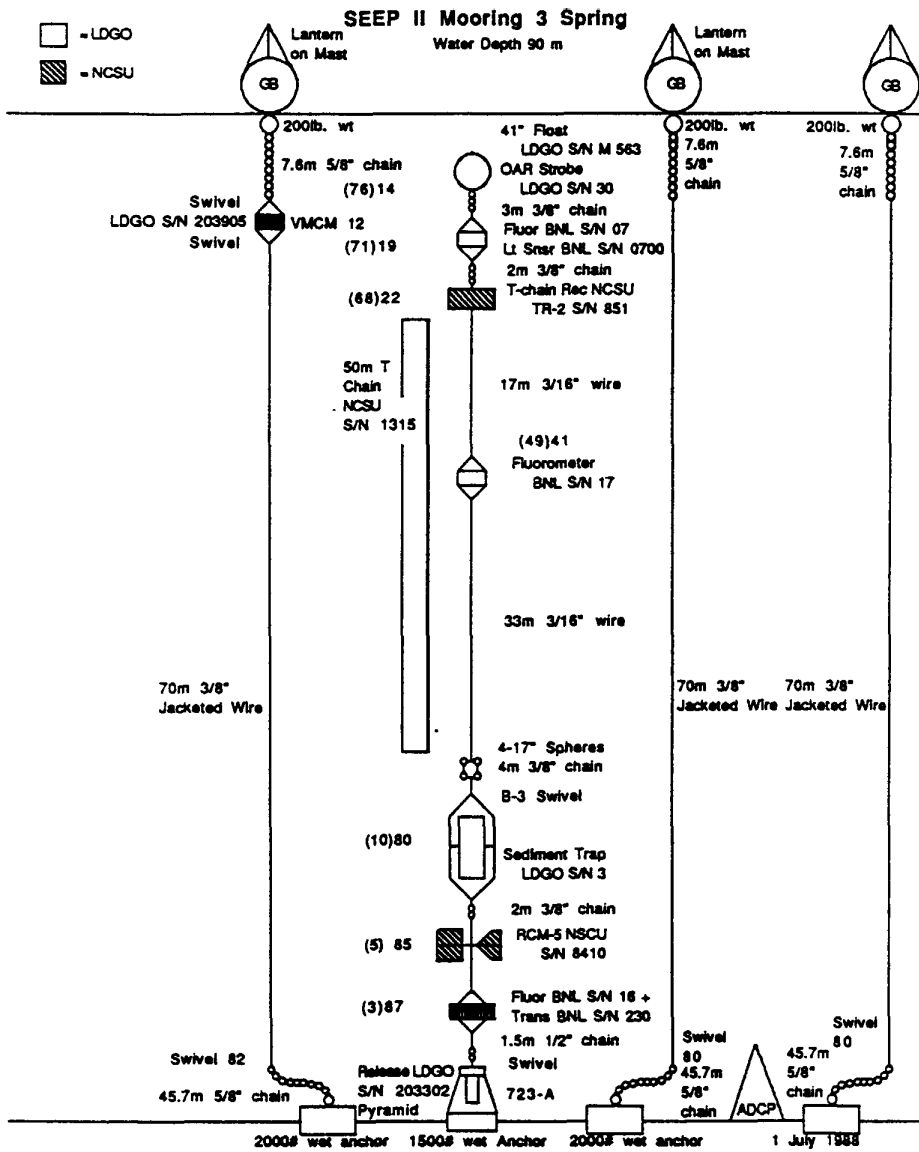 SEEP II Mooring 3 Spring
Water Depth 90 m
= LDGO
= NCSU
Lantern
on Mast
GB
Lantern
on Mast
GB
GB
200lb. wt
7.6m 5/8" chain
Swivel
LDGO S/N 203905
Swivel
VMCM 12
(76)14
(71)19
(68)22
41" Float
LDGO S/N M 563
OAR Strobe
LDGO S/N 30
3m 3/8" chain
Fluor BNL S/N 07
Lt Snsr BNL S/N 0700
2m 3/8" chain
T-chain Rec NCSU
TR-2 S/N 851
200lb. wt
7.6m
5/8"
chain
200lb. wt
7.6m
5/8"
chain
50m T
Chain
NCSU
S/N 1315
17m 3/16" wire
(49)41
Fluorometer
BNL S/N 17
33m 3/16" wire
70m 3/8"
Jacketed Wire
70m 3/8"
Jacketed Wire
70m 3/8"
Jacketed Wire
4-17" Spheres
4m 3/8" chain
B-3 Swivel
(10)80
Sediment Trap
LDGO S/N 3
2m 3/8" chain
(5) 85
RCM-5 NSCU
S/N 8410
(3)87
Fluor BNL S/N 16 +
Trans BNL S/N 230
1.5m 1/2" chain
Swivel 82
45.7m 5/8" chain
Release LDGO
S/N 203302
Pyramid
Swivel
723-A
Swivel
80
45.7m
5/8"
chain
ADCP
Swivel
80
45.7m
5/8"
chain
2000# wet anchor
1500# wet Anchor
2000# wet anchor
1 July 1988